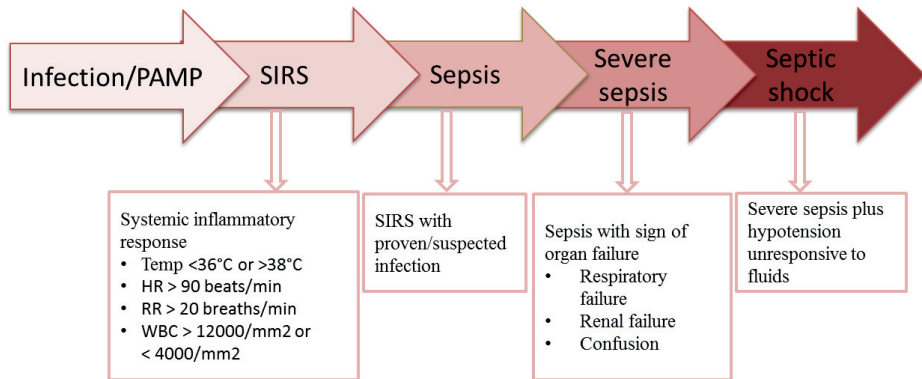 Infection/PAMP
SIRS
Sepsis
Severe
sepsis
Septic
shock
Systemic inflammatory
response
• Temp <36°C or >38°C
• HR > 90 beats/min
• RR > 20 breaths/min
• WBC > 12000/mm2 or
< 4000/mm2
SIRS with
proven/suspected
infection
Sepsis with sign of
organ failure
• Respiratory
failure
• Renal failure
• Confusion
Severe sepsis plus
hypotension
unresponsive to
fluids